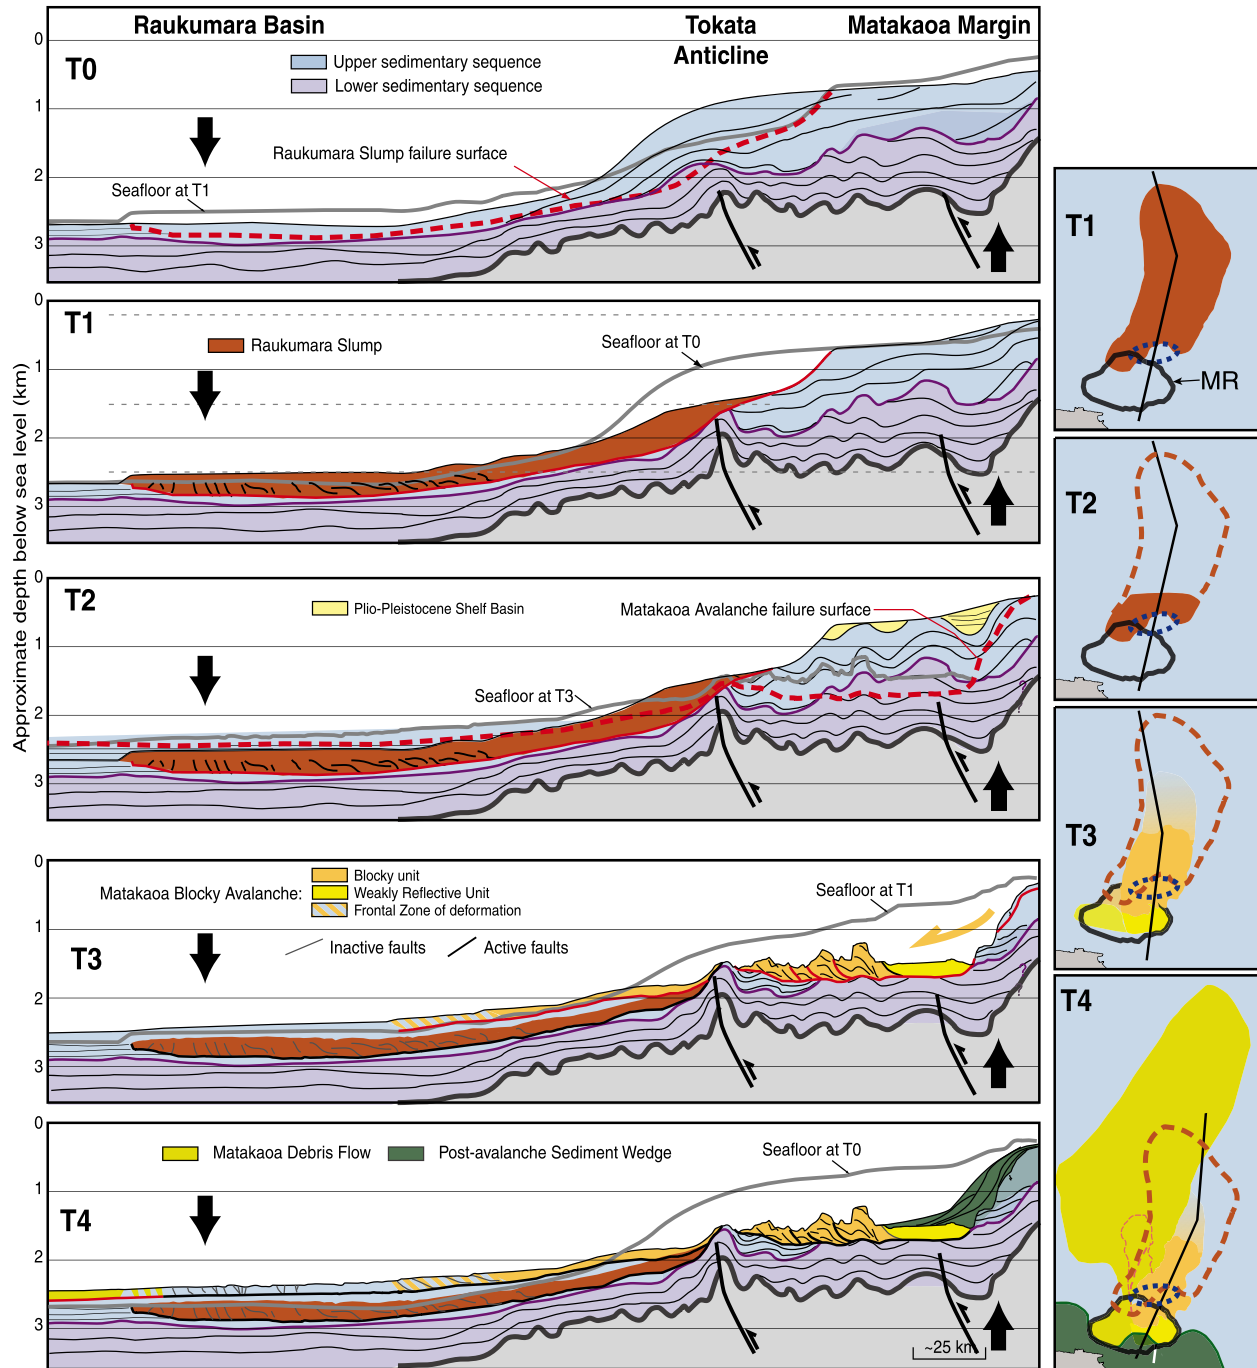 Raukumara Basin
Tokata
Anticline
Matakaoa Margin
Approximate depth below sea level (km)
0
1
2
3
T0
Upper sedimentary sequence
Lower sedimentary sequence
Raukumara Slump failure surface
Seafloor at T1
0
1
2
3
T1
Raukumara Slump
Seafloor at T0
0
1
2
3
T2
Plio-Pleistocene Shelf Basin
Matakaoa Avalanche failure surface
Seafloor at T3
?
0
1
2
3
T3
Matakaoa Blocky Avalanche:
Blocky unit
Weakly Reflective Unit
Frontal Zone of deformation
Inactive faults
Active faults
Seafloor at T1
?
0
1
2
3
T4
Matakaoa Debris Flow
Post-avalanche Sediment Wedge
Seafloor at T0
~25 km
T1
MR
T2
T3
T4